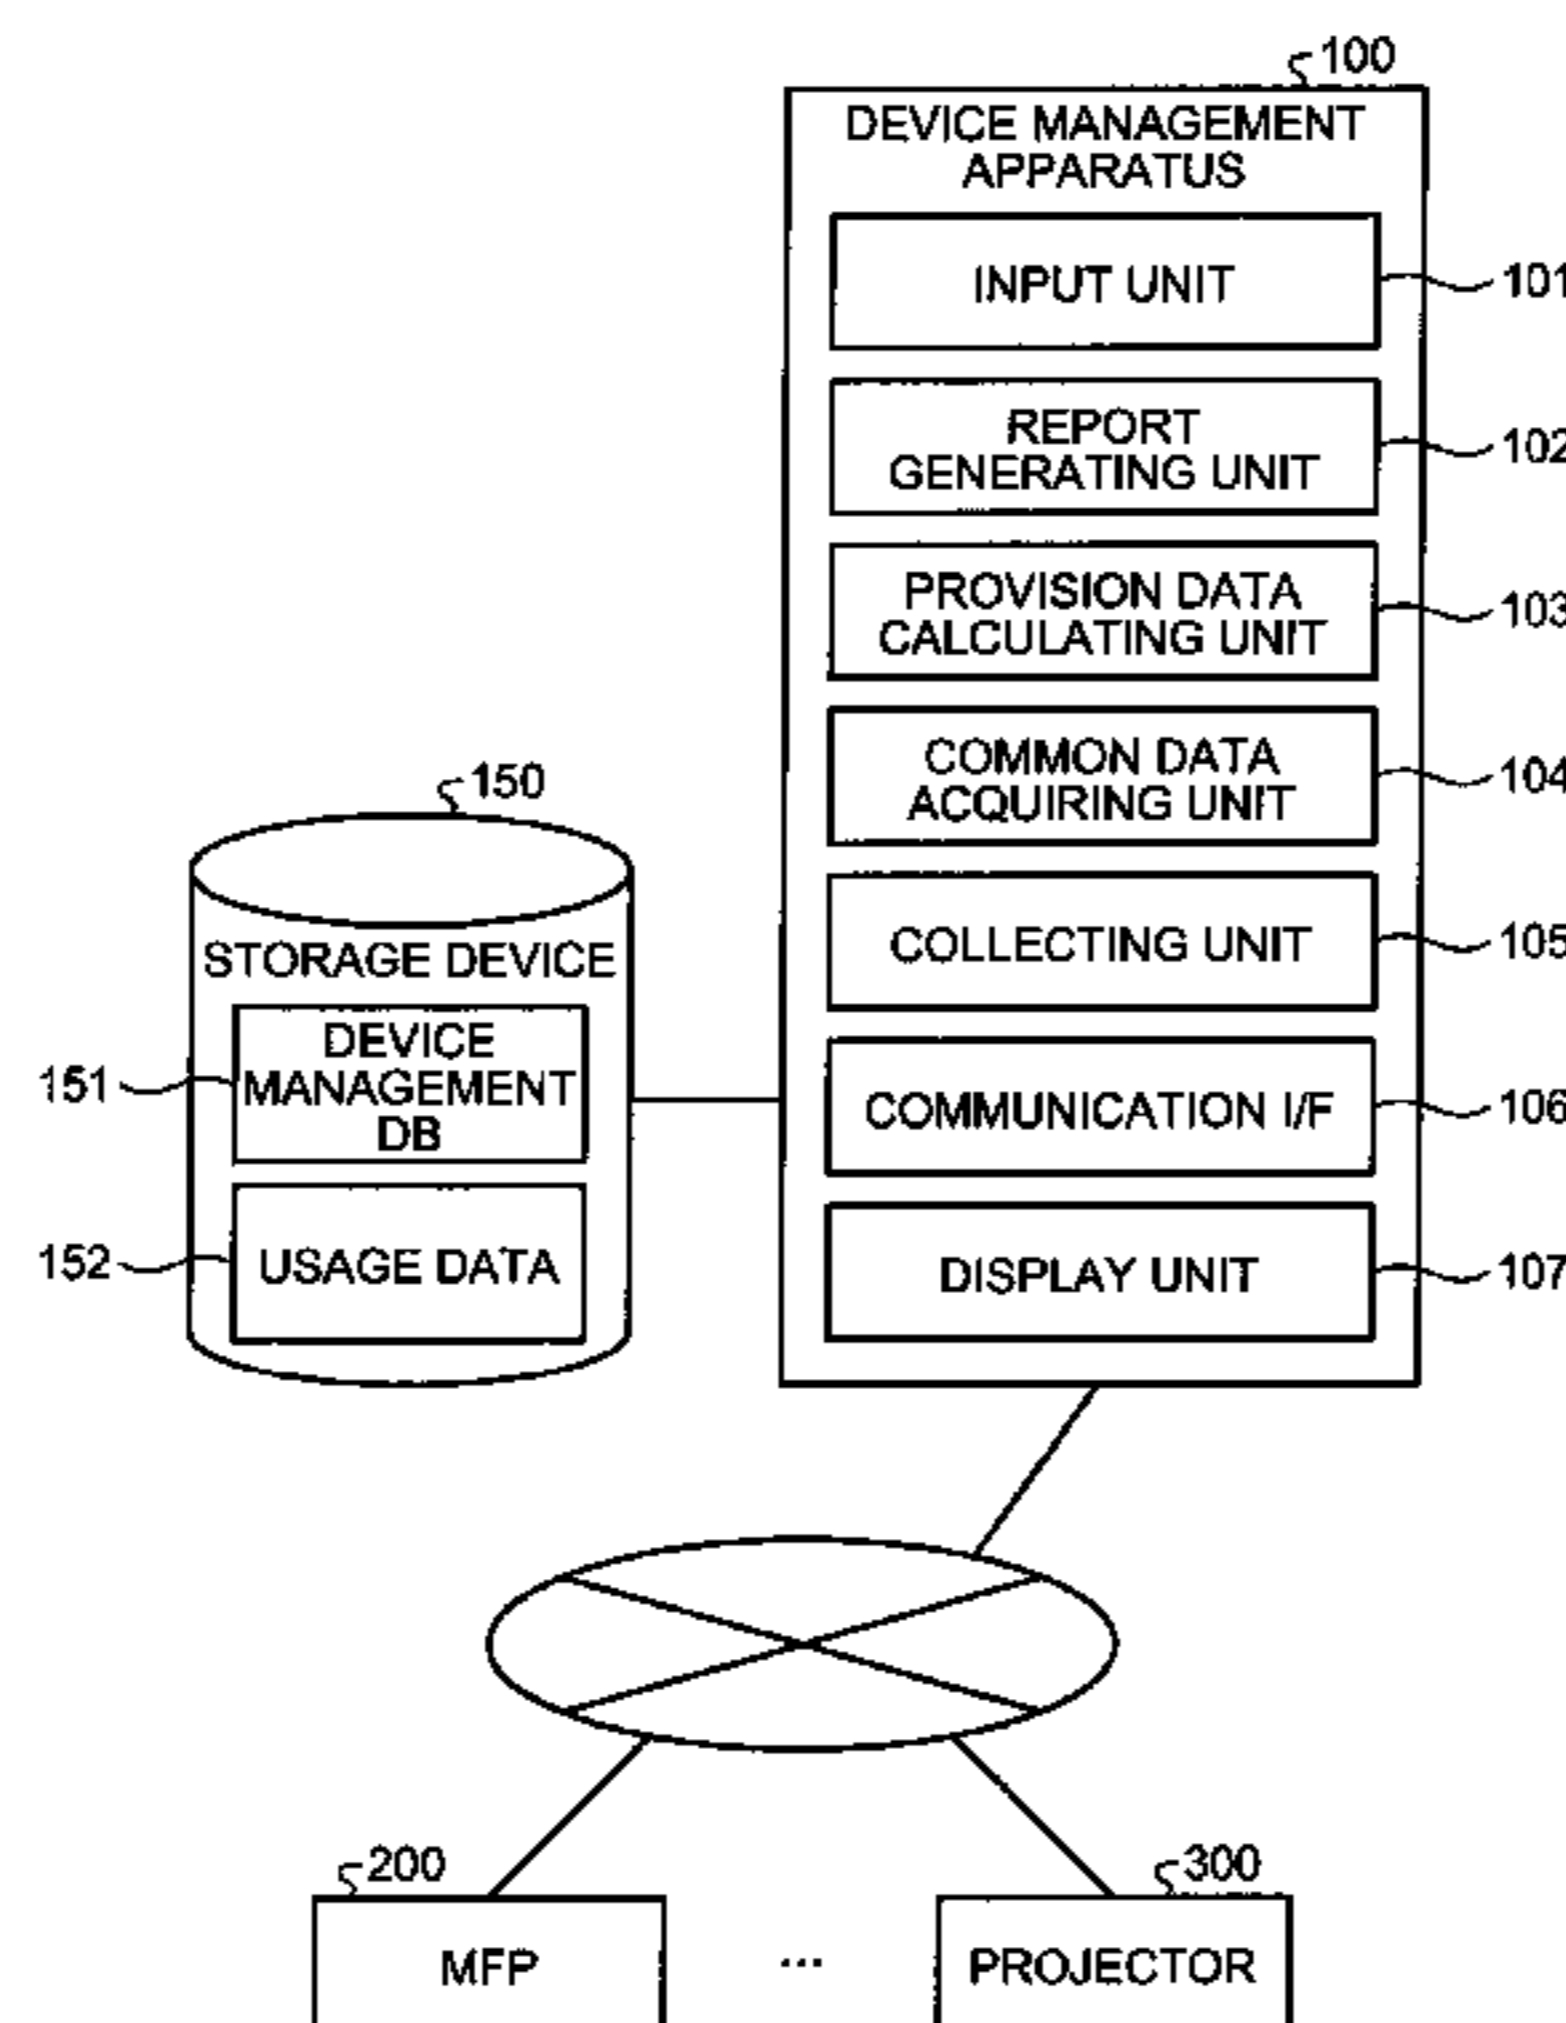 100
DEVICE MANAGEMENT
APPARATUS
INPUT UNIT
101
REPORT
GENERATING UNIT
102
PROVISION DATA
CALCULATING UNIT
103
COMMON DATA
ACQUIRING UNIT
104
COLLECTING UNIT
105
COMMUNICATION I/F
106
DISPLAY UNIT
107
150
STORAGE DEVICE
DEVICE
MANAGEMENT
DB
151
USAGE DATA
152
200
MFP
...
300
PROJECTOR